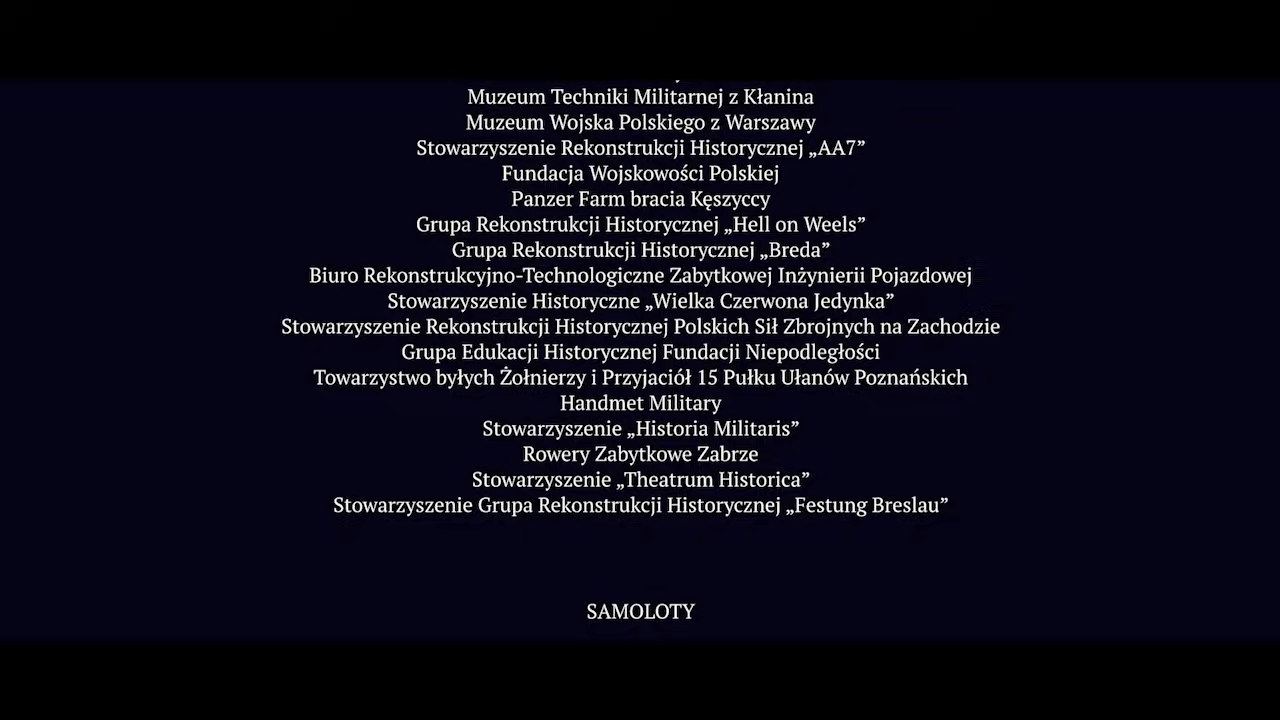 Muzeum Techniki Militarnej z Kłanina
Muzeum Wojska Polskiego z Warszawy
Stowarzyszenie Rekonstrukcji Historycznej „AA7”
Fundacja Wojskowości Polskiej
Panzer Farm bracia Kęszyccy
Grupa Rekonstrukcji Historycznej „Hell on Weels”
Grupa Rekonstrukcji Historycznej „Breda”
Biuro Rekonstrukcyjno-Technologiczne Zabytkowej Inżynierii Pojazdowej
Stowarzyszenie Historyczne „Wielka Czerwona Jedynka”
Stowarzyszenie Rekonstrukcji Historycznej Polskich Sił Zbrojnych na Zachodzie
Grupa Edukacji Historycznej Fundacji Niepodległości
Towarzystwo byłych Żołnierzy i Przyjaciół 15 Pułku Ułanów Poznańskich
Handmet Military
Stowarzyszenie „Historia Militaris”
Rowery Zabytkowe Zabrze
Stowarzyszenie „Theatrum Historica”
Stowarzyszenie Grupa Rekonstrukcji Historycznej „Festung Breslau”
SAMOLOTY